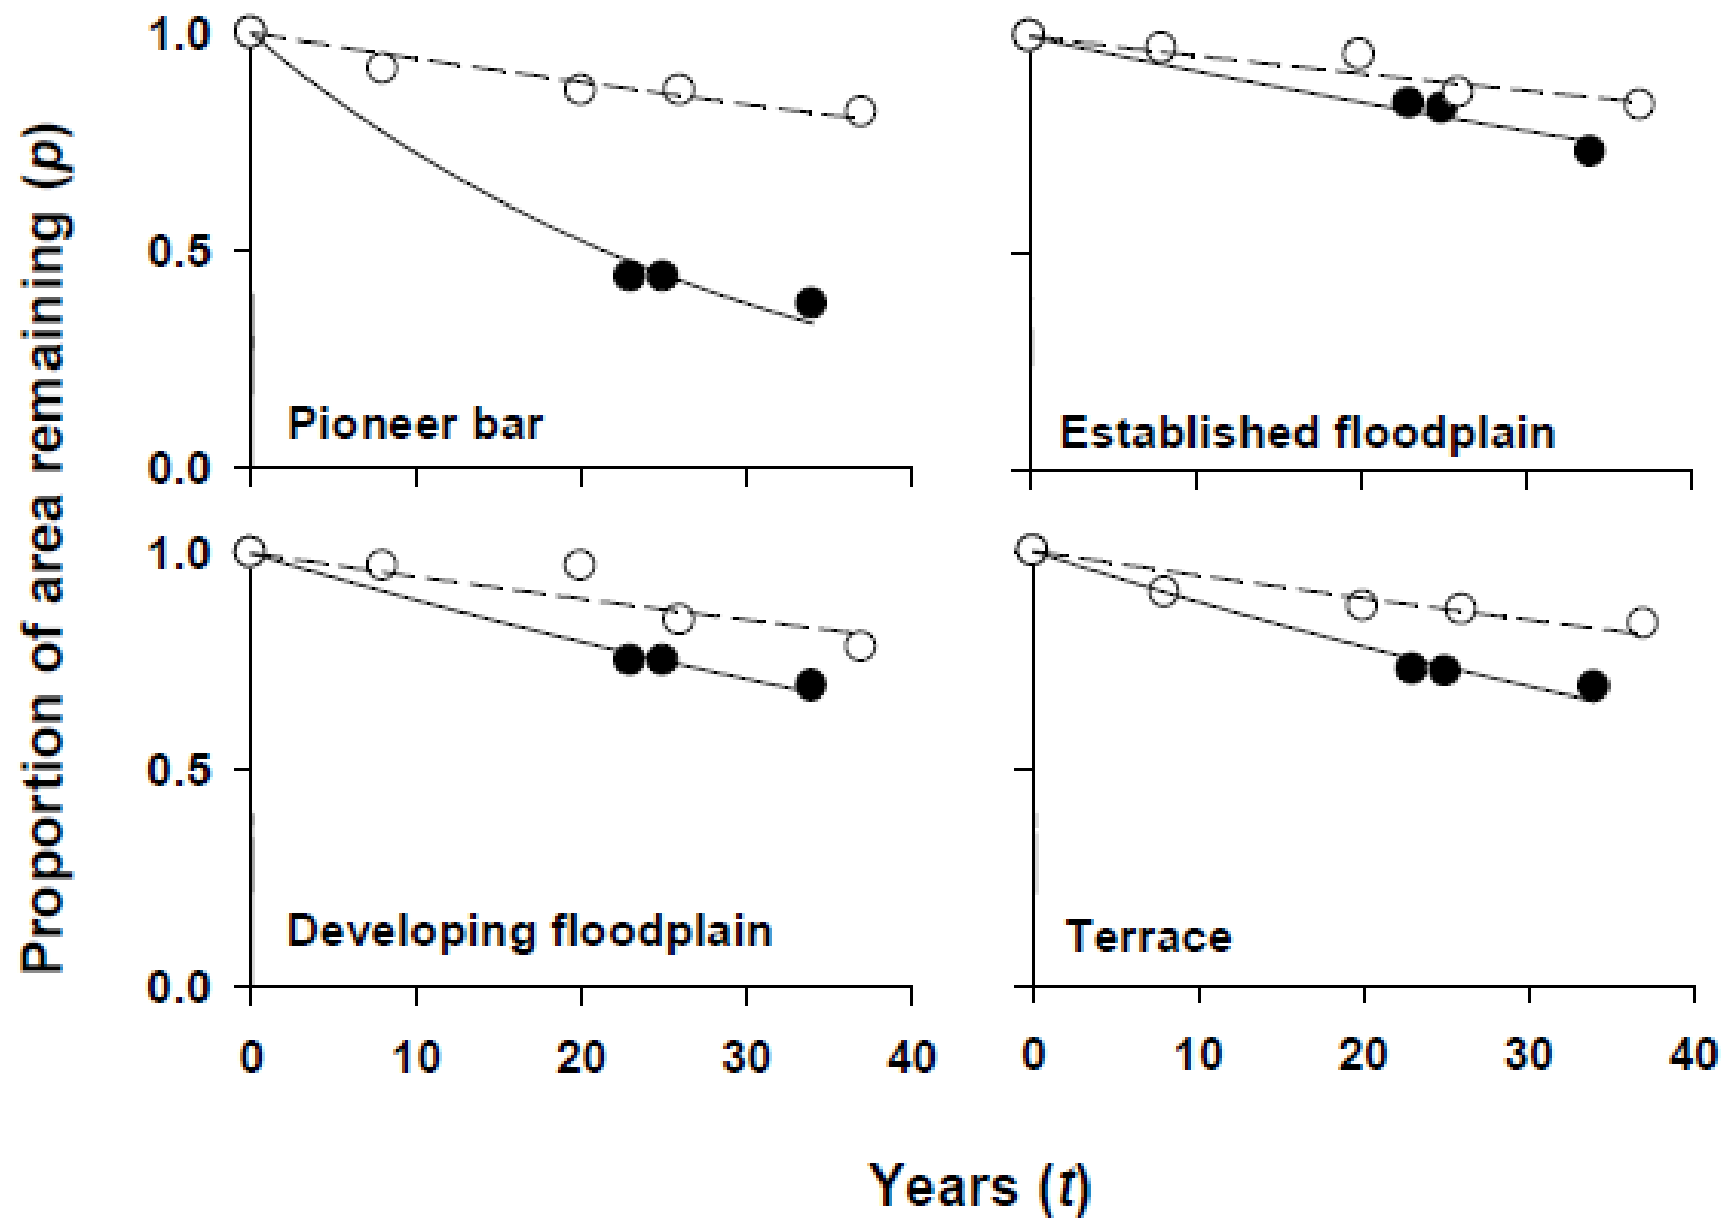 Proportion of area remaining (p)
1.0
0.5
0.0
Pioneer bar
Established floodplain
1.0
0.5
0.0
Developing floodplain
Terrace
0 10 20 30 40
0 10 20 30 40
Years (t)